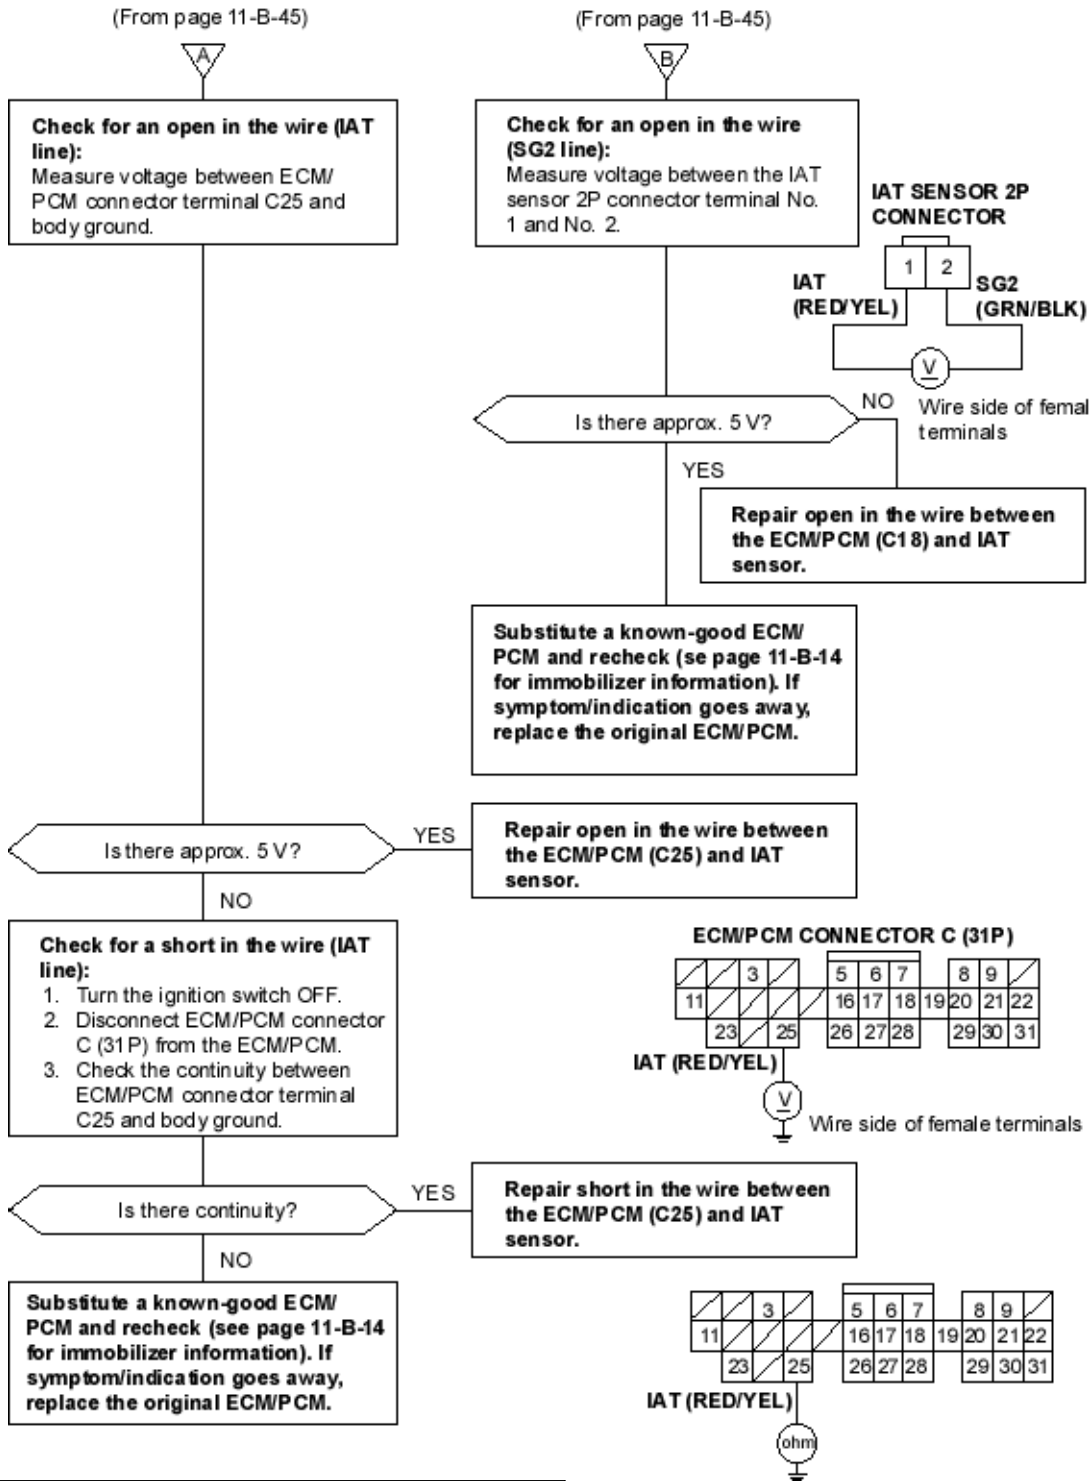 (From page 11-B-45)
A
Check for an open in the wire (IAT
line):
Measure voltage between ECM/
PCM connector terminal C25 and
body ground.
(From page 11-B-45)
B
Check for an open in the wire
(SG2 line):
Measure voltage between the IAT
sensor 2P connector terminal No.
1 and No. 2.
IAT SENSOR 2P
CONNECTOR
1 2
IAT
(RED/YEL)
SG2
(GRN/BLK)
V
Wire side of femal
terminals
Is there approx. 5 V?
NO
YES
Repair open in the wire between
the ECM/PCM (C18) and IAT
sensor.
Substitute a known-good ECM/
PCM and recheck (se page 11-B-14
for immobilizer information). If
symptom/indication goes away,
replace the original ECM/PCM.
Is there approx. 5 V?
YES
Repair open in the wire between
the ECM/PCM (C25) and IAT
sensor.
NO
Check for a short in the wire (IAT
line):
1. Turn the ignition switch OFF.
2. Disconnect ECM/PCM connector
C (31P) from the ECM/PCM.
3. Check the continuity between
ECM/PCM connector terminal
C25 and body ground.
ECM/PCM CONNECTOR C (31P)
3 5 6 7 8 9
11 16 17 18 19 20 21 22
23 25 26 27 28 29 30 31
IAT (RED/YEL)
V
Wire side of female terminals
Is there continuity?
YES
Repair short in the wire between
the ECM/PCM (C25) and IAT
sensor.
NO
Substitute a known-good ECM/
PCM and recheck (see page 11-B-14
for immobilizer information). If
symptom/indication goes away,
replace the original ECM/PCM.
3 5 6 7 8 9
11 16 17 18 19 20 21 22
23 25 26 27 28 29 30 31
IAT (RED/YEL)
ohm